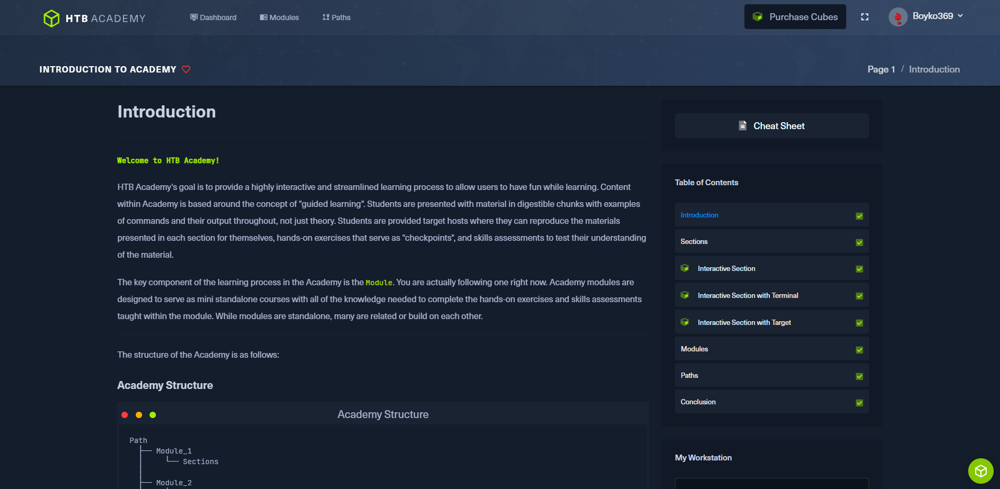 HTB ACADEMY
Dashboard
Modules
Paths
Purchase Cubes
Boyko369
INTRODUCTION TO ACADEMY
Page 1 / Introduction
Introduction
Welcome to HTB Academy!
HTB Academy's goal is to provide a highly interactive and streamlined learning process to allow users to have fun while learning. Content
within Academy is based around the concept of "guided learning". Students are presented with material in digestible chunks with examples
of commands and their output throughout, not just theory. Students are provided target hosts where they can reproduce the materials
presented in each section for themselves, hands-on exercises that serve as "checkpoints", and skills assessments to test their understanding
of the material.
The key component of the learning process in the Academy is the Module. You are actually following one right now. Academy modules are
designed to serve as mini standalone courses with all of the knowledge needed to complete the hands-on exercises and skills assessments
taught within the module. While modules are standalone, many are related or build on each other.
The structure of the Academy is as follows:
Academy Structure
Academy Structure
Path
├── Module_1
│   └── Sections
│
├── Module_2
Cheat Sheet
Table of Contents
Introduction
Sections
Interactive Section
Interactive Section with Terminal
Interactive Section with Target
Modules
Paths
Conclusion
My Workstation